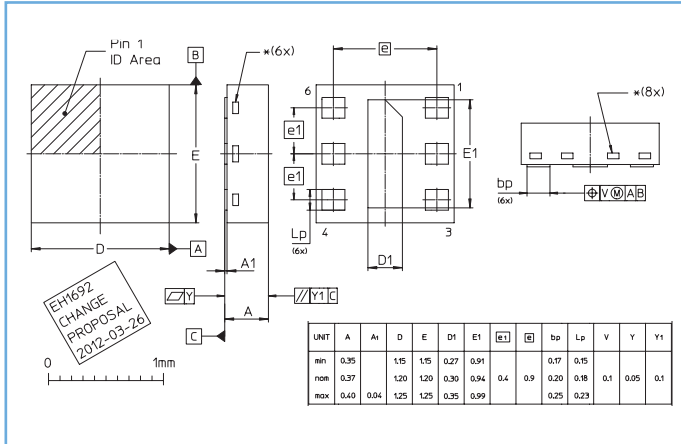 Pin 1
ID Area
B
*(6x)
e
6
1
e1
E
e1
E1
*(8x)
bp
(6x)
V Ⓜ A B
Lp
(6x)
4
3
D
A
A1
D1
Y
// Y1 C
A
C
EH1692
CHANGE
PROPOSAL
2012-03-26
0 1mm
UNIT A A1 D E D1 E1 e1 e bp Lp V Y Y1
min 0.35 1.15 1.15 0.27 0.91 0.17 0.15
nom 0.37 1.20 1.20 0.30 0.94 0.4 0.9 0.20 0.18 0.1 0.05 0.1
max 0.40 0.04 1.25 1.25 0.35 0.99 0.25 0.23